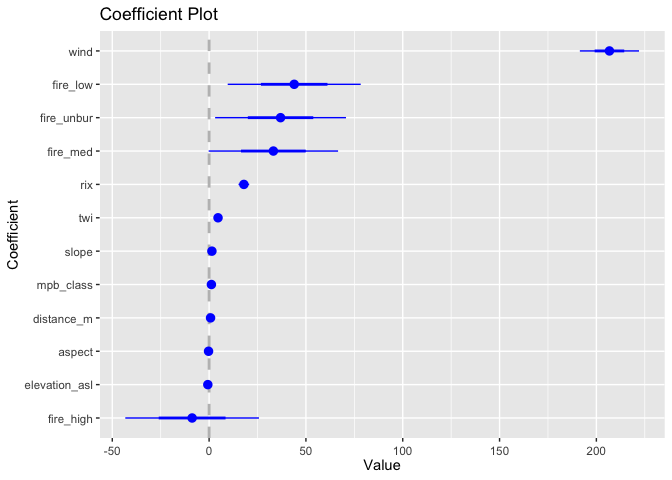 Coefficient Plot
Coefficient
wind
fire_low
fire_unbur
fire_med
rix
twi
slope
mpb_class
distance_m
aspect
elevation_asl
fire_high
-50 0 50 100 150 200
Value